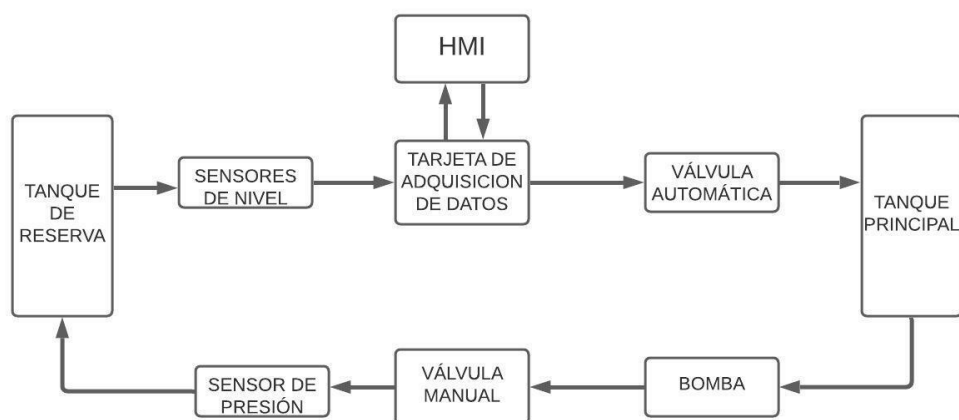 HMI
TANQUE
DE
RESERVA
SENSORES
DE NIVEL
TARJETA DE
ADQUISICION
DE DATOS
VÁLVULA
AUTOMÁTICA
TANQUE
PRINCIPAL
SENSOR DE
PRESIÓN
VÁLVULA
MANUAL
BOMBA